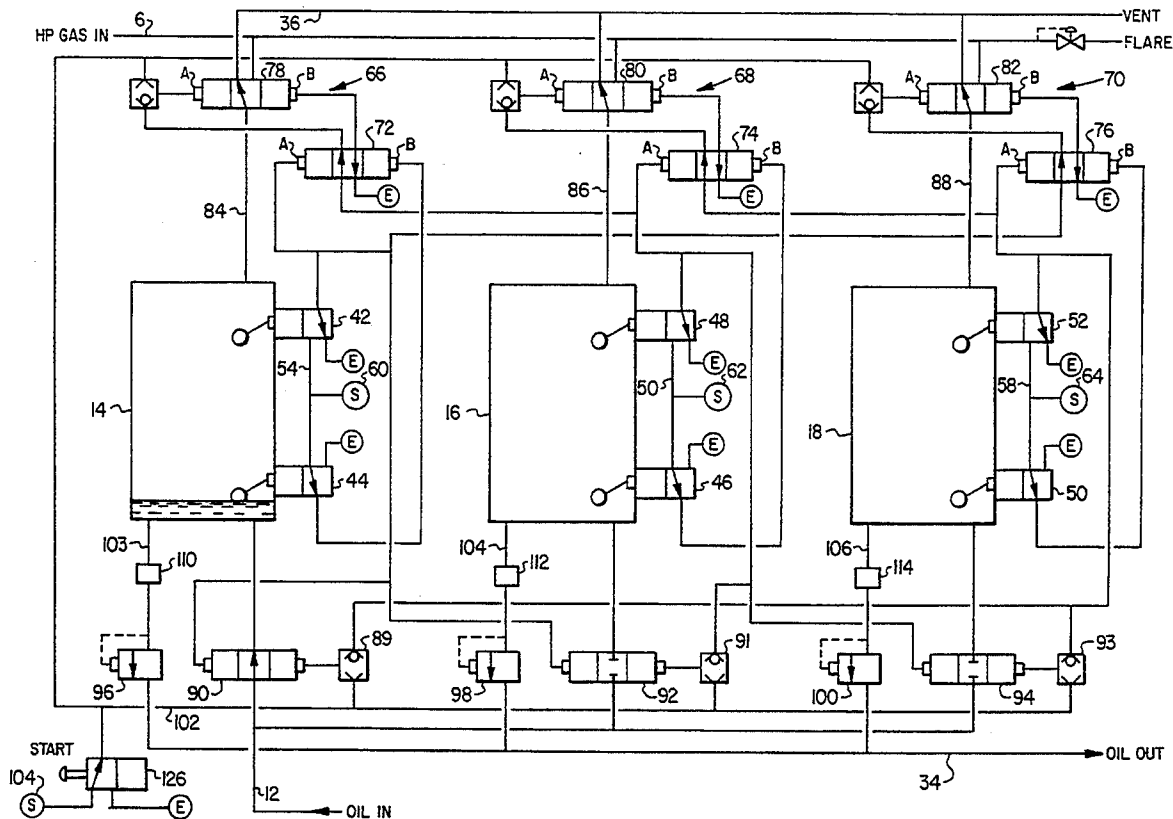 36 VENT
HP GAS IN 6 FLARE
78 80 82
A B 66 A B 68 A B 70
72 74 76
A B A B A B
E E E
84 86 88
42 48 52
E E E
54 60 50 62 58 64
S S S
14 16 18
E E E
44 46 50
103 104 106
110 112 114
89 91 93
96 90 98 92 100 94
102
START
104 126
S E
12
OIL IN
34
OIL OUT